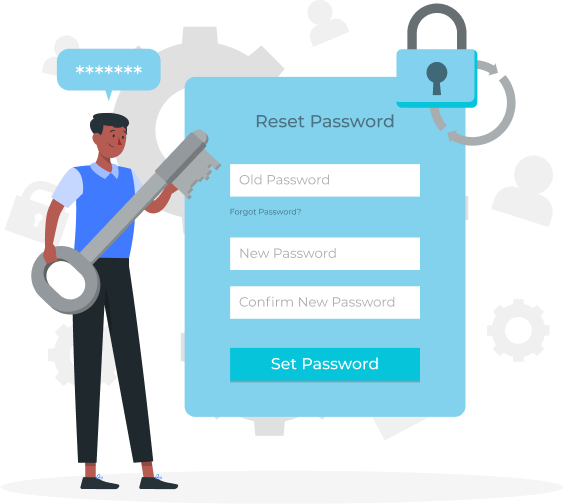 *******
Reset Password
Old Password
Forgot Password?
New Password
Confirm New Password
Set Password